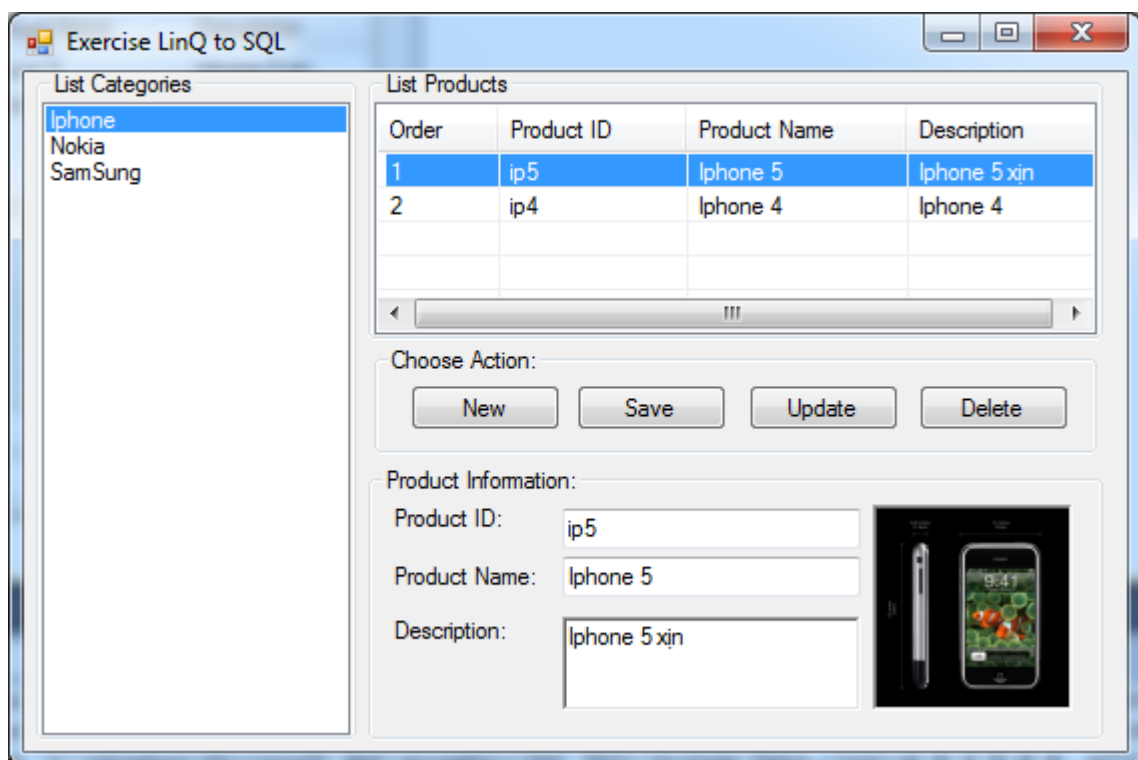 Exercise LinQ to SQL
List Categories
Iphone
Nokia
SamSung
List Products
Order Product ID Product Name Description
1 ip5 Iphone 5 Iphone 5 xịn
2 ip4 Iphone 4 Iphone 4
Choose Action:
New Save Update Delete
Product Information:
Product ID: ip5
Product Name: Iphone 5
Description: Iphone 5 xịn
9:41